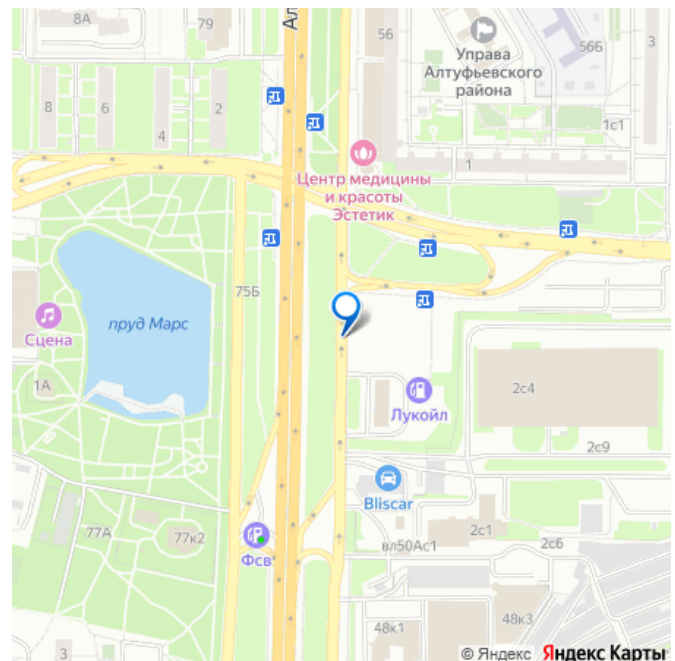 8А
79
Ал
56
Управа
Алтуфьевского
района
56Б
3
8
6
4
2
1с1
1
Центр медицины
и красоты
Эстетик
75Б
пруд Марс
Сцена
1А
2с4
Лукойл
2с9
Bliscar
77А
77к2
Фсв
вл50Ас1
2с1
2с6
48к1
48к3
3
© Яндекс Яндекс Карты